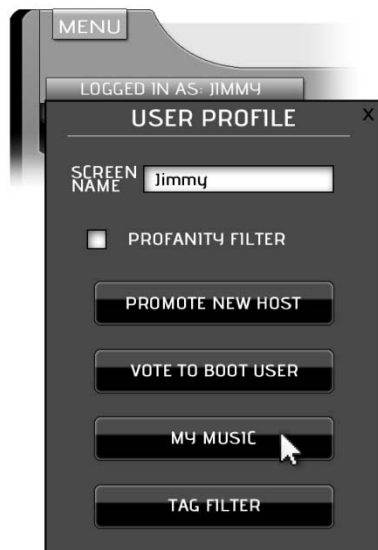 MENU
LOGGED IN AS: JIMMY
USER PROFILE X
SCREEN
NAME Jimmy
PROFANITY FILTER
PROMOTE NEW HOST
VOTE TO BOOT USER
MY MUSIC
TAG FILTER